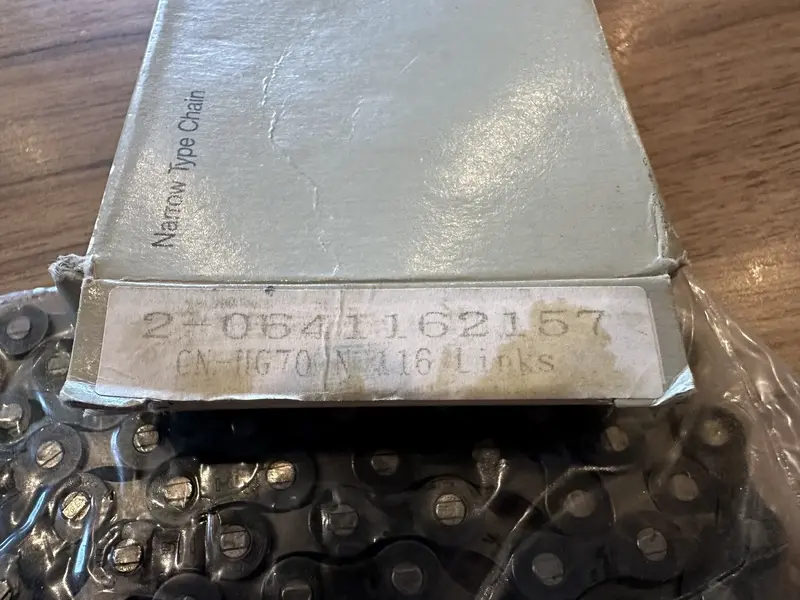 Narrow Type Chain
2-0641162157
CN-HG70 N 116 Links